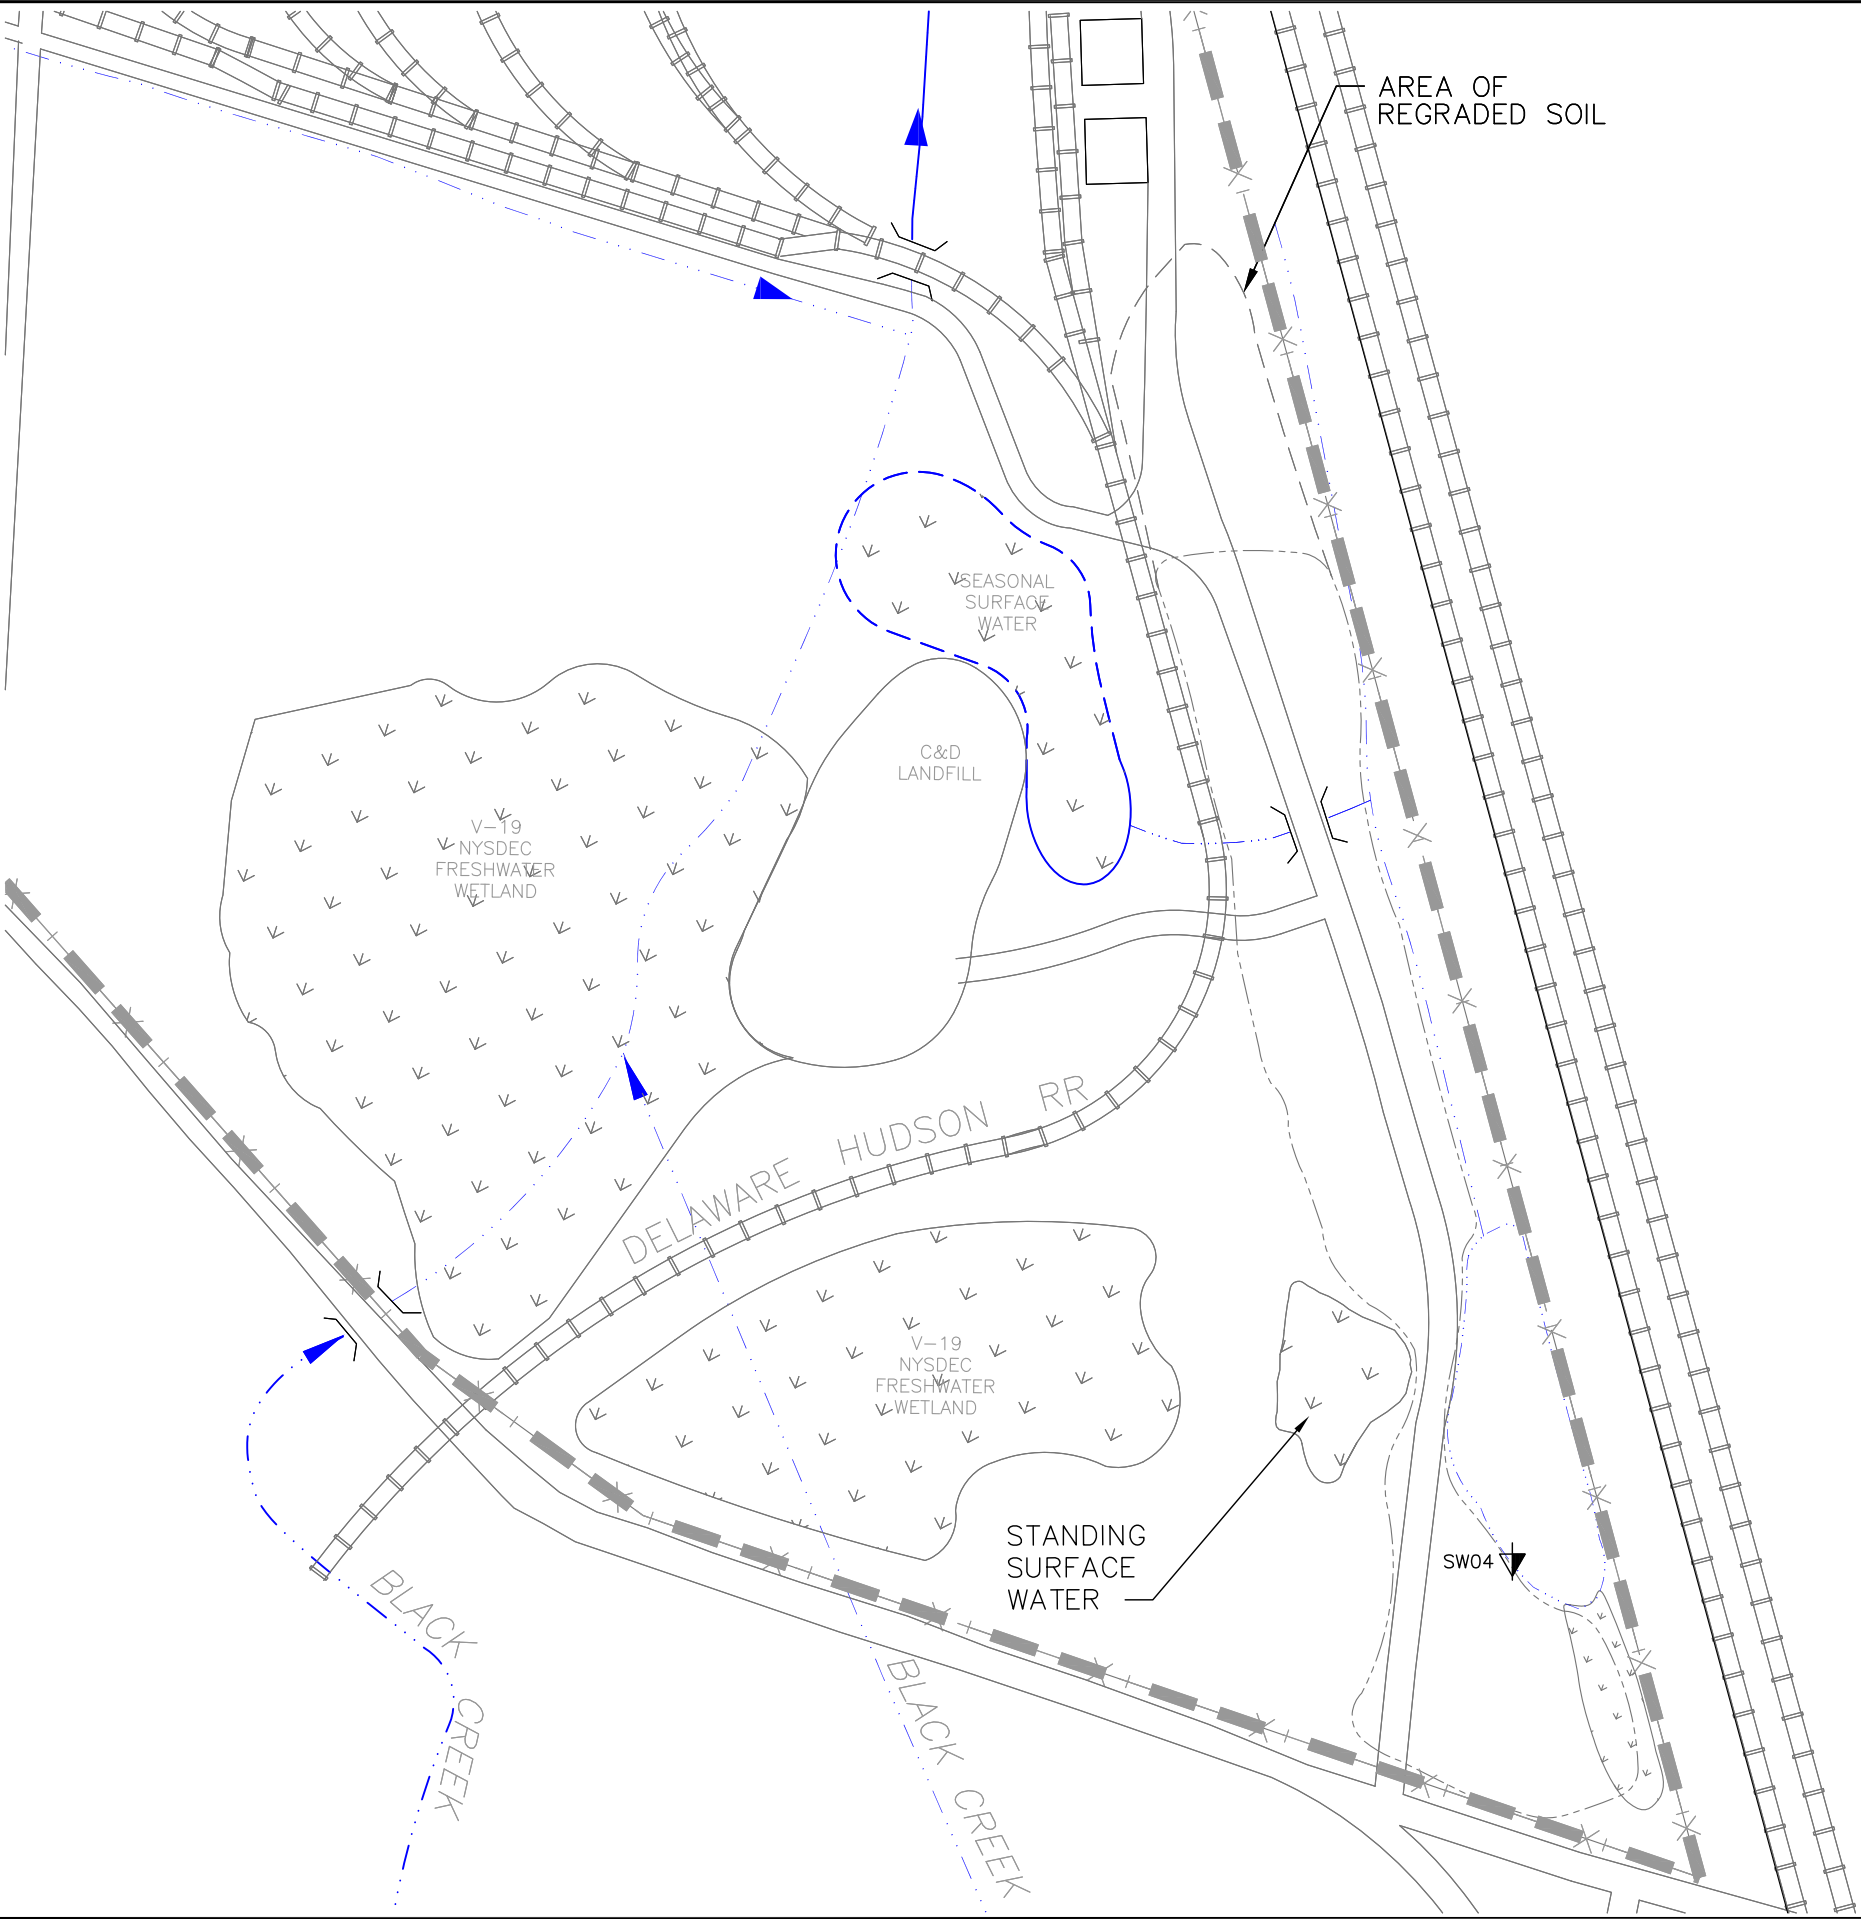 AREA OF
REGRADED SOIL
SEASONAL
SURFACE
WATER
C&D
LANDFILL
V-19
NYSDEC
FRESHWATER
WETLAND
DELAWARE HUDSON RR
V-19
NYSDEC
FRESHWATER
WETLAND
STANDING
SURFACE
WATER
SW04
BLACK
CREEK
BLACK CREEK